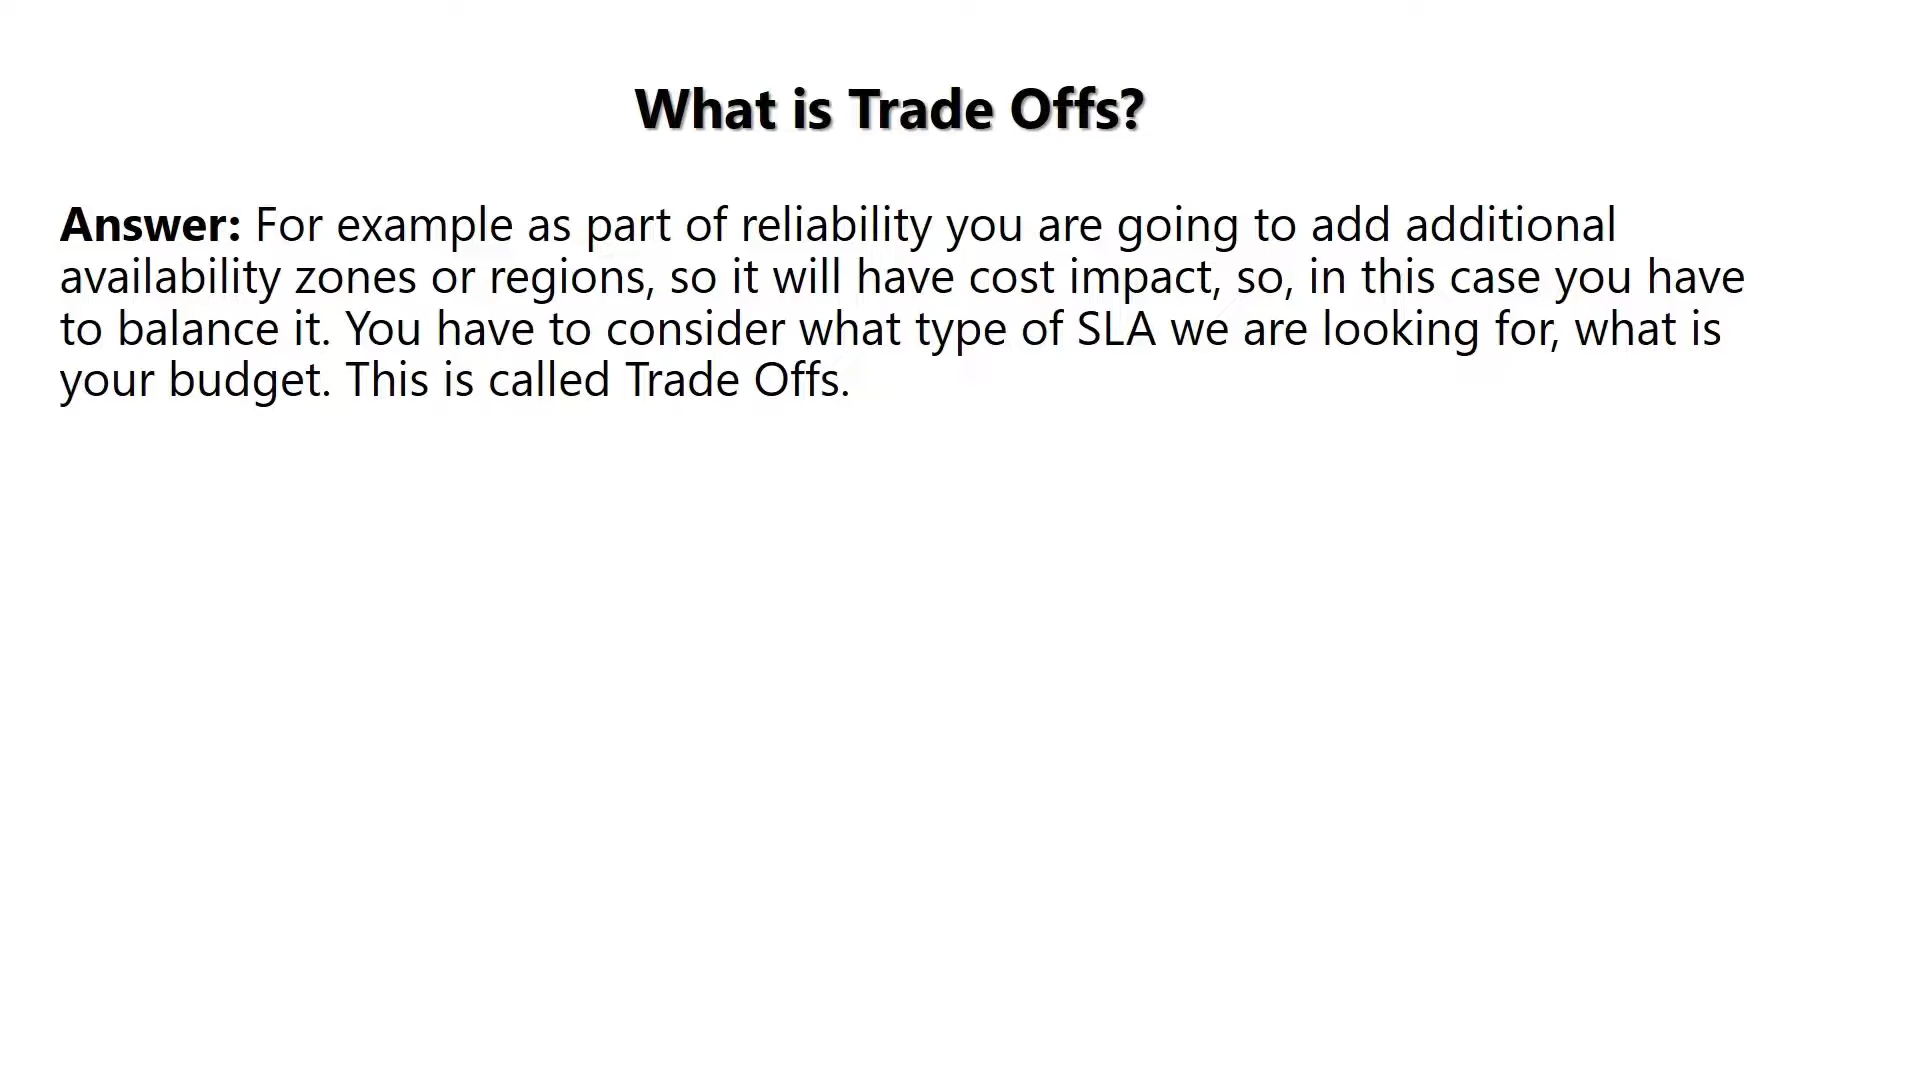 What is Trade Offs?
Answer: For example as part of reliability you are going to add additional
availability zones or regions, so it will have cost impact, so, in this case you have
to balance it. You have to consider what type of SLA we are looking for, what is
your budget. This is called Trade Offs.